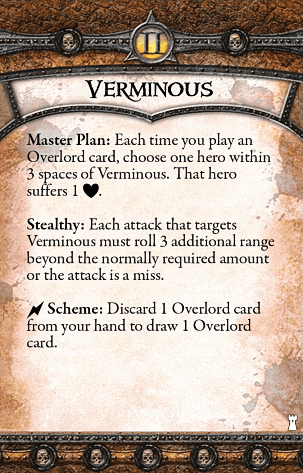 II
VERMINOUS
Master Plan: Each time you play an
Overlord card, choose one hero within
3 spaces of Verminous. That hero
suffers 1 ♥.
Stealthy: Each attack that targets
Verminous must roll 3 additional range
beyond the normally required amount
or the attack is a miss.
Scheme: Discard 1 Overlord card
from your hand to draw 1 Overlord
card.